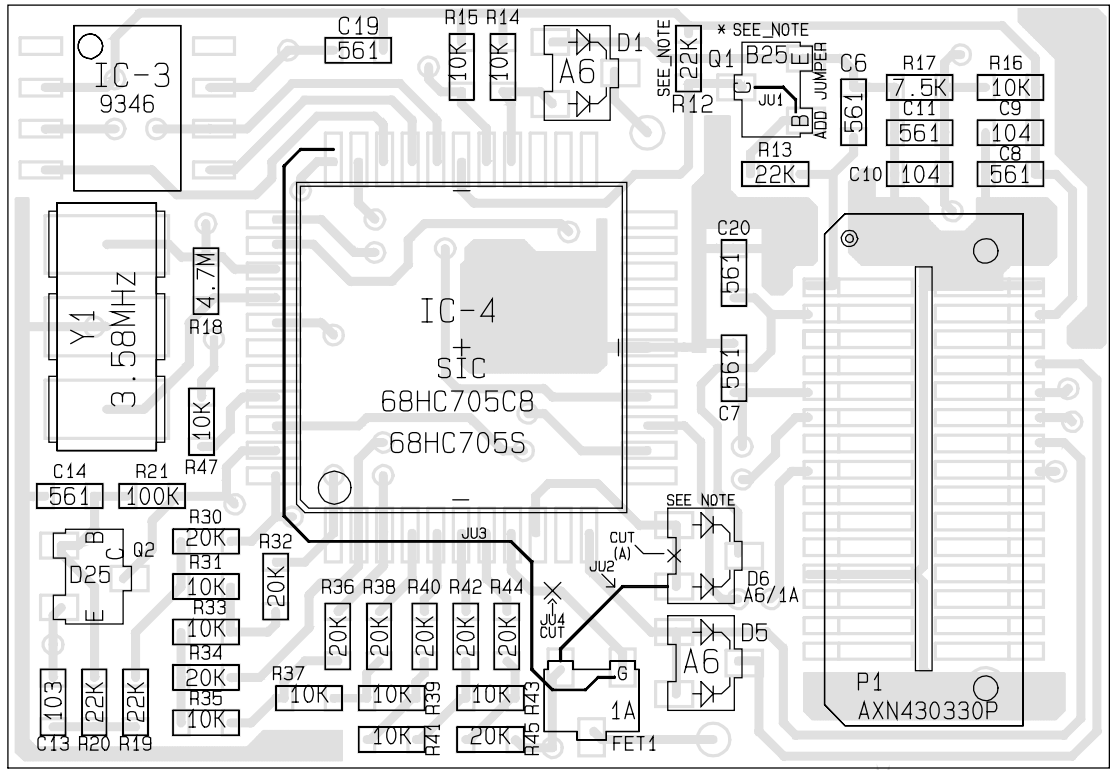 C19
561
R15 R14
10K 10K
D1
A6
SEE_NOTE
22K
R12
* SEE_NOTE
Q1
B25
E
C
B
JU1
ADD JUMPER
C6
561
R17
7.5K
R16
10K
C11
561
C9
104
C10
104
C8
561
R13
22K
IC-3
9346
Y1
3.58MHZ
4.7M
R18
10K
R47
C20
561
561
C7
IC-4
SIC
68HC705C8
68HC705S
C14
561
R21
100K
B
C
E
D25
Q2
R30
20K
R31
10K
R33
10K
R34
20K
R35
10K
R32
20K
JU3
R36 R38 R40 R42 R44
20K 20K 20K 20K 20K
R37
10K
10K
R39
10K
R43
10K
R41
20K
R45
JU4
CUT
JU2
CUT
(A)
SEE NOTE
D6
A6/1A
D5
A6
G
1A
FET1
103
C13
22K
R20
22K
R19
P1
AXN430330P